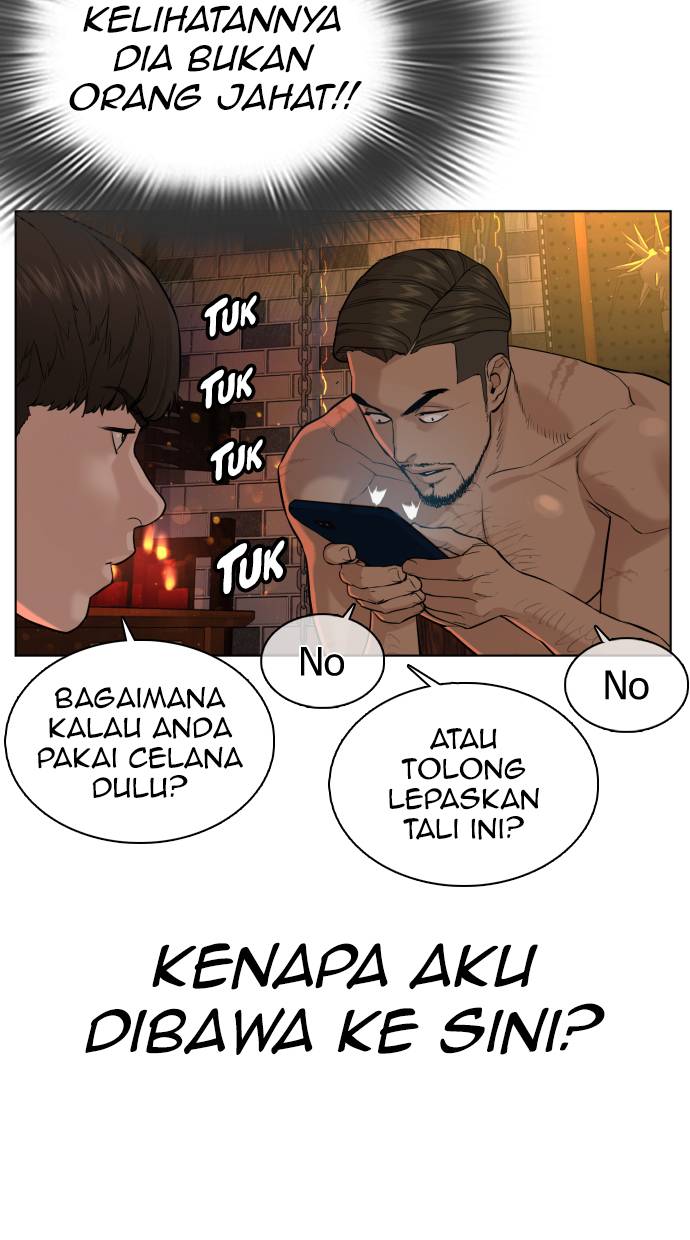 KELIHATANNYA
DIA BUKAN
ORANG JAHAT!!
TUK
TUK
TUK
TUK
BAGAIMANA
KALAU ANDA
PAKAI CELANA
DULU?
No
ATAU
TOLONG
LEPASKAN
TALI INI?
No
KENAPA AKU
DIBAWA KE SINI?